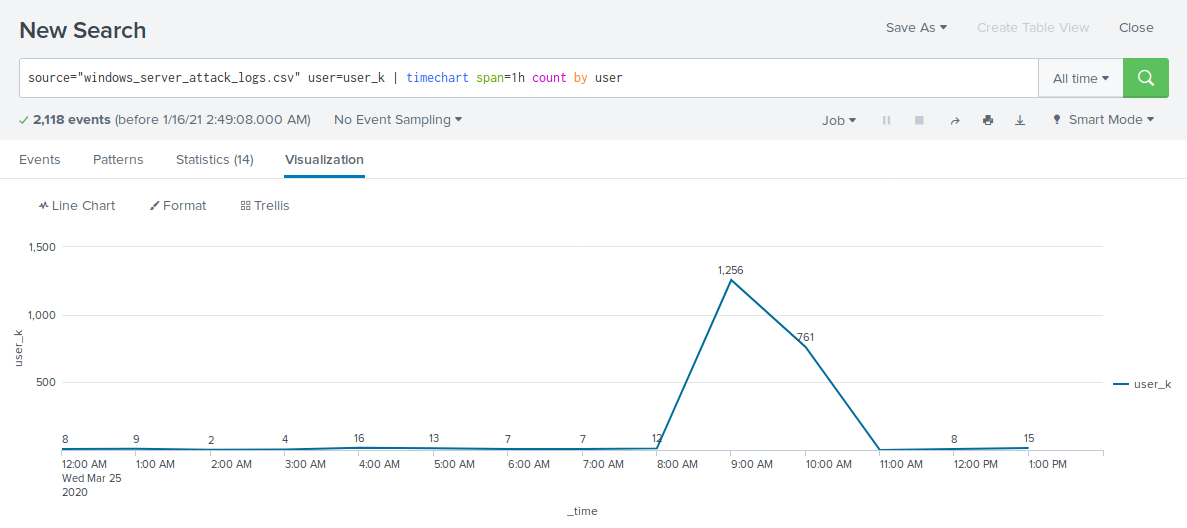 New Search
Save As Create Table View Close
source="windows_server_attack_logs.csv" user=user_k | timechart span=1h count by user
All time
2,118 events (before 1/16/21 2:49:08.000 AM) No Event Sampling
Job Smart Mode
Events Patterns Statistics (14) Visualization
Line Chart Format Trellis
1,500
1,000
500
user_k
1,256
761
8 9 2 4 16 13 7 7 12 8 15
12:00 AM 1:00 AM 2:00 AM 3:00 AM 4:00 AM 5:00 AM 6:00 AM 7:00 AM 8:00 AM 9:00 AM 10:00 AM 11:00 AM 12:00 PM 1:00 PM
Wed Mar 25
2020
_time
user_k